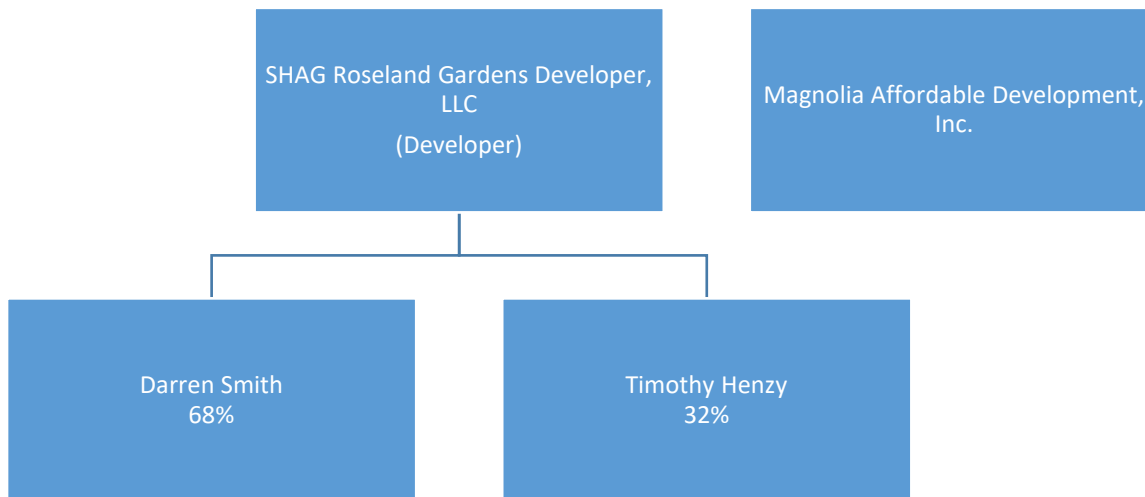 SHAG Roseland Gardens Developer,
LLC
(Developer)
Magnolia Affordable Development,
Inc.
Darren Smith
68%
Timothy Henzy
32%